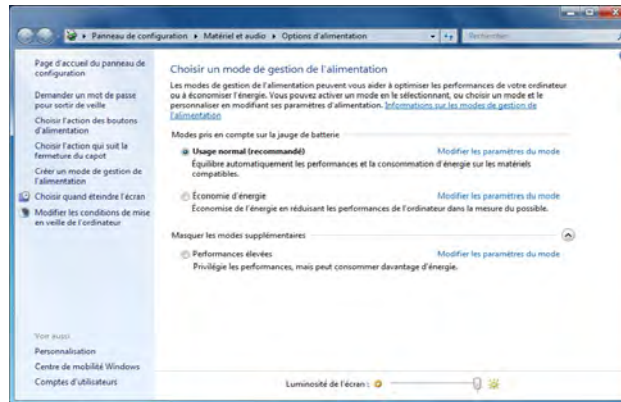 Panneau de configuration ▸ Matériel et audio ▸ Options d'alimentation
Rechercher
Page d'accueil du panneau de
configuration
Demander un mot de passe
pour sortir de veille
Choisir l'action des boutons
d'alimentation
Choisir l'action qui suit la
fermeture du capot
Créer un mode de gestion de
l'alimentation
Choisir quand éteindre l'écran
Modifier les conditions de mise
en veille de l'ordinateur
Voir aussi
Personnalisation
Centre de mobilité Windows
Comptes d'utilisateurs
Choisir un mode de gestion de l'alimentation
Les modes de gestion de l'alimentation peuvent vous aider à optimiser les performances de votre ordinateur
ou à économiser l'énergie. Vous pouvez activer un mode en le sélectionnant, ou choisir un mode et le
personnaliser en modifiant ses paramètres d'alimentation. Informations sur les modes de gestion de
l'alimentation
Modes pris en compte sur la jauge de batterie
Usage normal (recommandé) Modifier les paramètres du mode
Équilibre automatiquement les performances et la consommation d'énergie sur les matériels
compatibles.
Économie d'énergie Modifier les paramètres du mode
Économise de l'énergie en réduisant les performances de l'ordinateur dans la mesure du possible.
Masquer les modes supplémentaires
Performances élevées Modifier les paramètres du mode
Privilégie les performances, mais peut consommer davantage d'énergie.
Luminosité de l'écran :